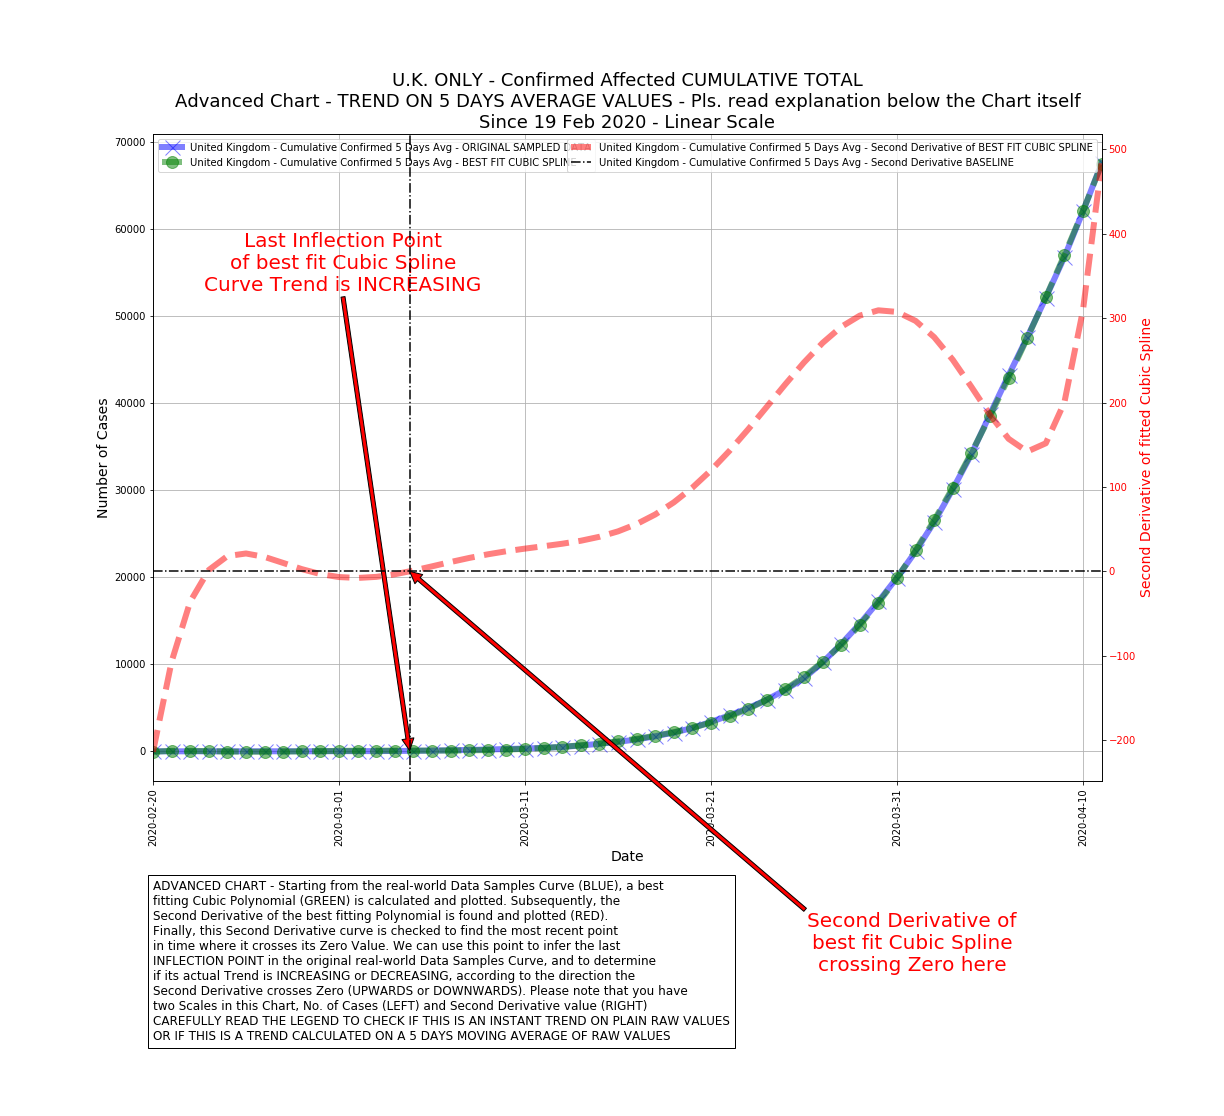 U.K. ONLY - Confirmed Affected CUMULATIVE TOTAL
Advanced Chart - TREND ON 5 DAYS AVERAGE VALUES - Pls. read explanation below the Chart itself
Since 19 Feb 2020 - Linear Scale
United Kingdom - Cumulative Confirmed 5 Days Avg - ORIGINAL SAMPLED DATA
United Kingdom - Cumulative Confirmed 5 Days Avg - BEST FIT CUBIC SPLINE
United Kingdom - Cumulative Confirmed 5 Days Avg - Second Derivative of BEST FIT CUBIC SPLINE
United Kingdom - Cumulative Confirmed 5 Days Avg - Second Derivative BASELINE
Last Inflection Point
of best fit Cubic Spline
Curve Trend is INCREASING
Number of Cases
70000
60000
50000
40000
30000
20000
10000
0
500
400
300
200
100
0
−100
−200
Second Derivative of fitted Cubic Spline
2020-02-20
2020-03-01
2020-03-11
2020-03-21
2020-03-31
2020-04-10
Date
Second Derivative of
best fit Cubic Spline
crossing Zero here
ADVANCED CHART - Starting from the real-world Data Samples Curve (BLUE), a best
fitting Cubic Polynomial (GREEN) is calculated and plotted. Subsequently, the
Second Derivative of the best fitting Polynomial is found and plotted (RED).
Finally, this Second Derivative curve is checked to find the most recent point
in time where it crosses its Zero Value. We can use this point to infer the last
INFLECTION POINT in the original real-world Data Samples Curve, and to determine
if its actual Trend is INCREASING or DECREASING, according to the direction the
Second Derivative crosses Zero (UPWARDS or DOWNWARDS). Please note that you have
two Scales in this Chart, No. of Cases (LEFT) and Second Derivative value (RIGHT)
CAREFULLY READ THE LEGEND TO CHECK IF THIS IS AN INSTANT TREND ON PLAIN RAW VALUES
OR IF THIS IS A TREND CALCULATED ON A 5 DAYS MOVING AVERAGE OF RAW VALUES